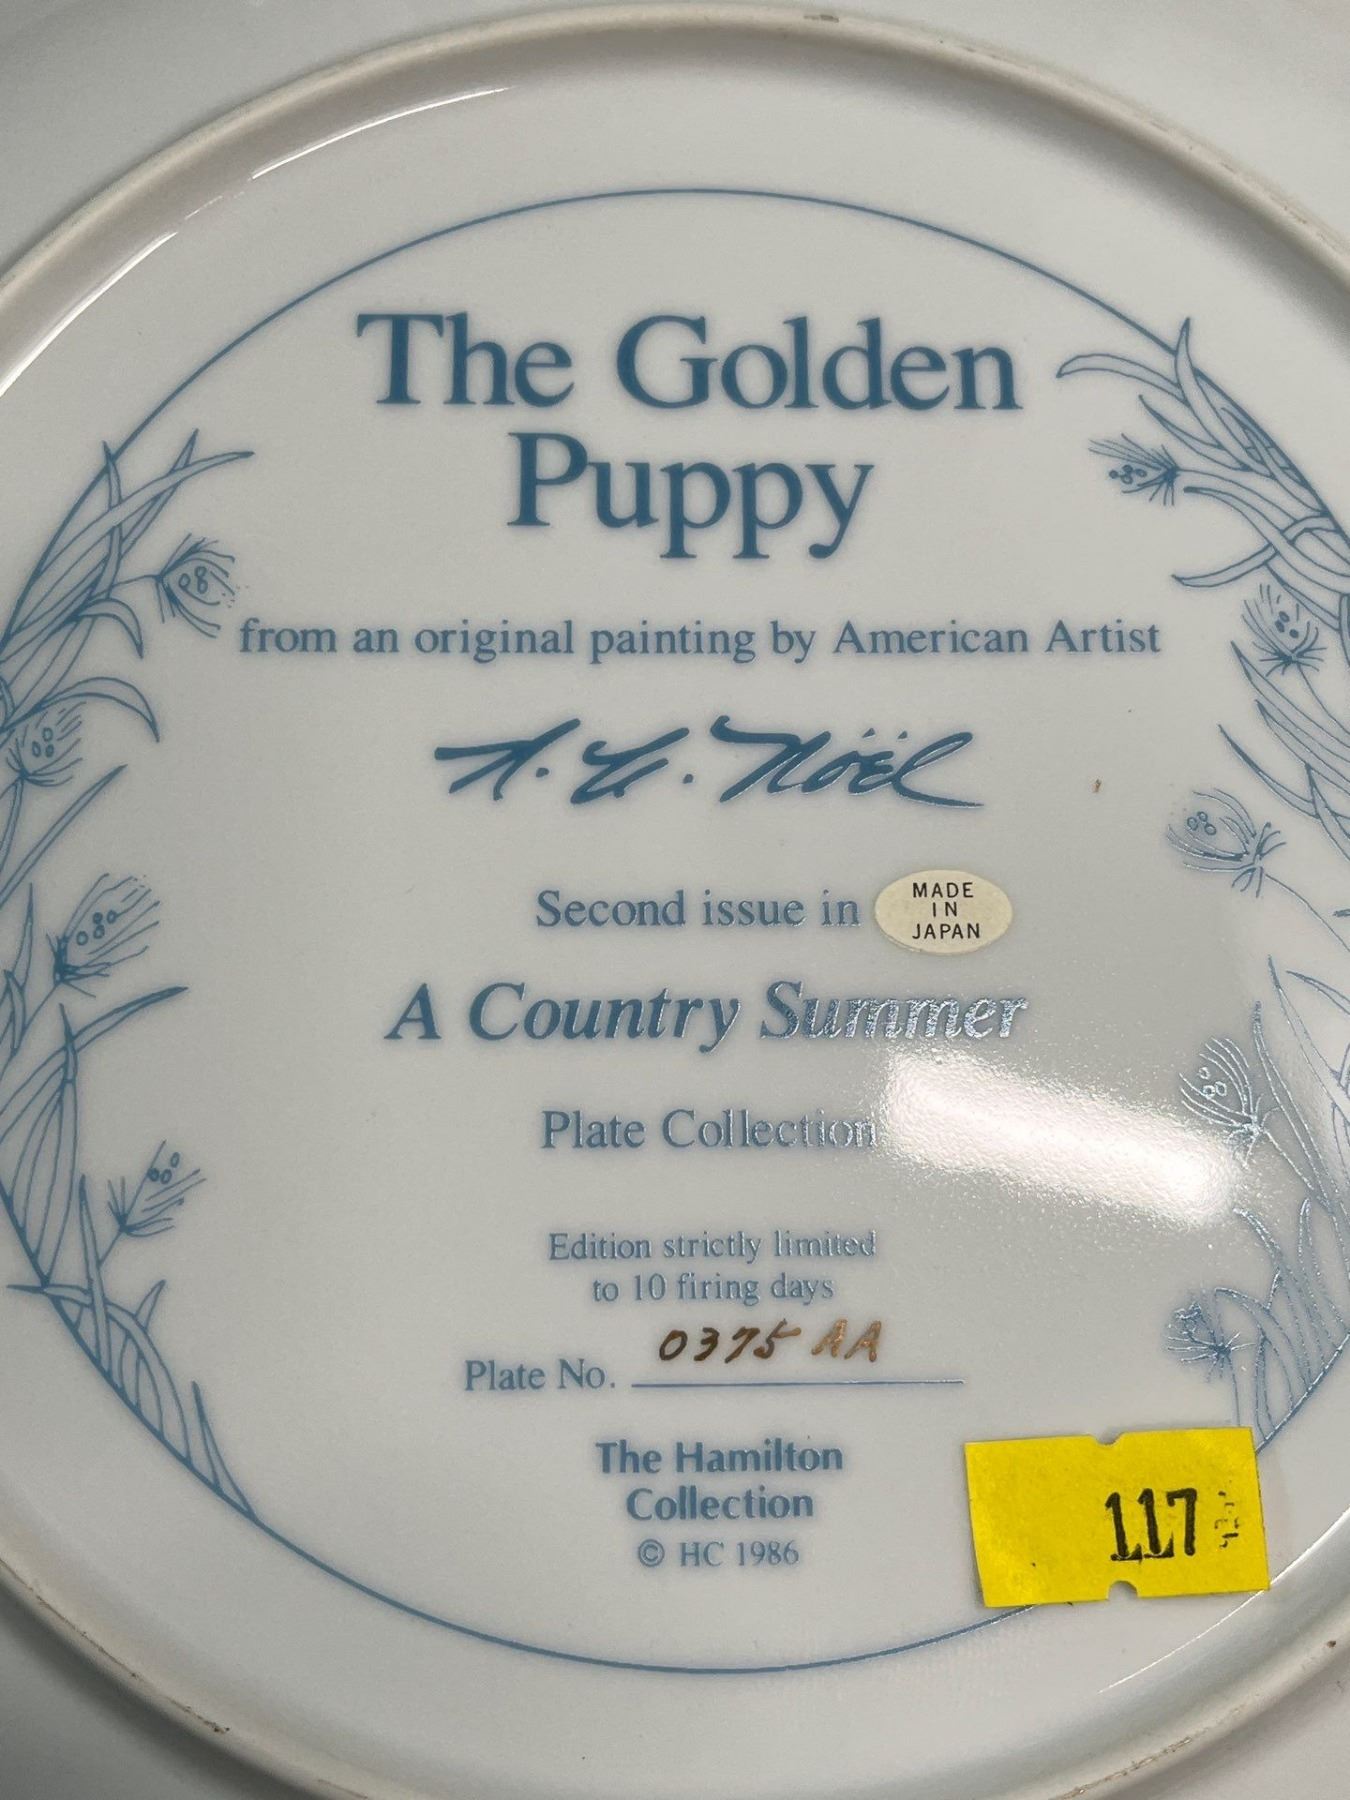 The Golden
Puppy
from an original painting by American Artist
N. N. Noël
Second issue in
MADE
IN
JAPAN
A Country Summer
Plate Collection
Edition strictly limited
to 10 firing days
Plate No. 0375 AA
The Hamilton
Collection
© HC 1986
117